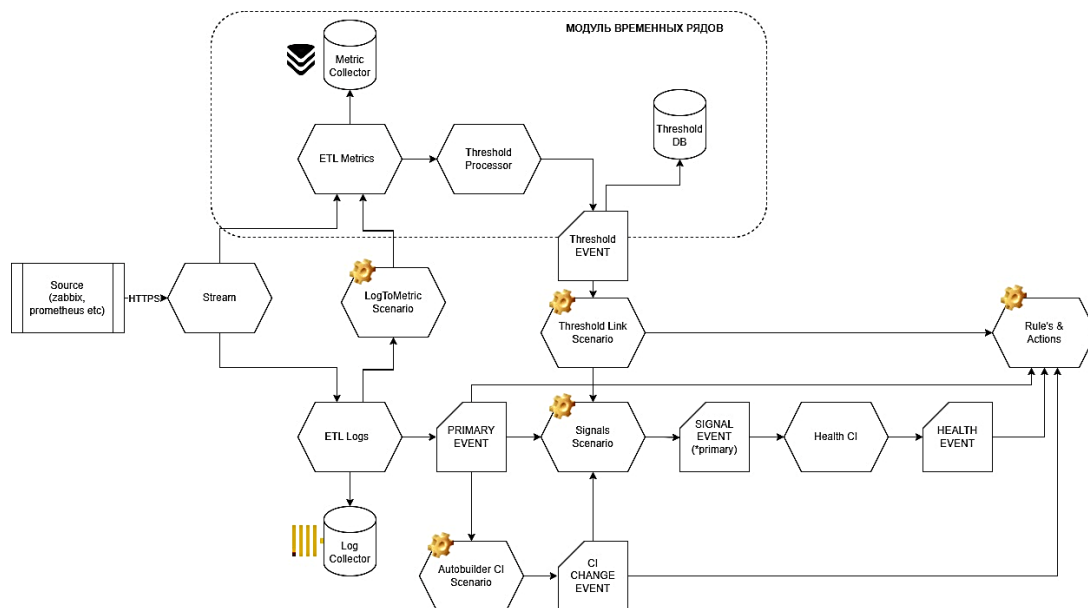 МОДУЛЬ ВРЕМЕННЫХ РЯДОВ
Metric
Collector
Threshold
DB
ETL Metrics
Threshold
Processor
Threshold
EVENT
Source
(zabbix,
prometheus etc)
HTTPS
Stream
LogToMetric
Scenario
Threshold Link
Scenario
Rule's &
Actions
ETL Logs
PRIMARY
EVENT
Signals
Scenario
SIGNAL
EVENT
(*primary)
Health CI
HEALTH
EVENT
Log
Collector
Autobuilder CI
Scenario
CI
CHANGE
EVENT